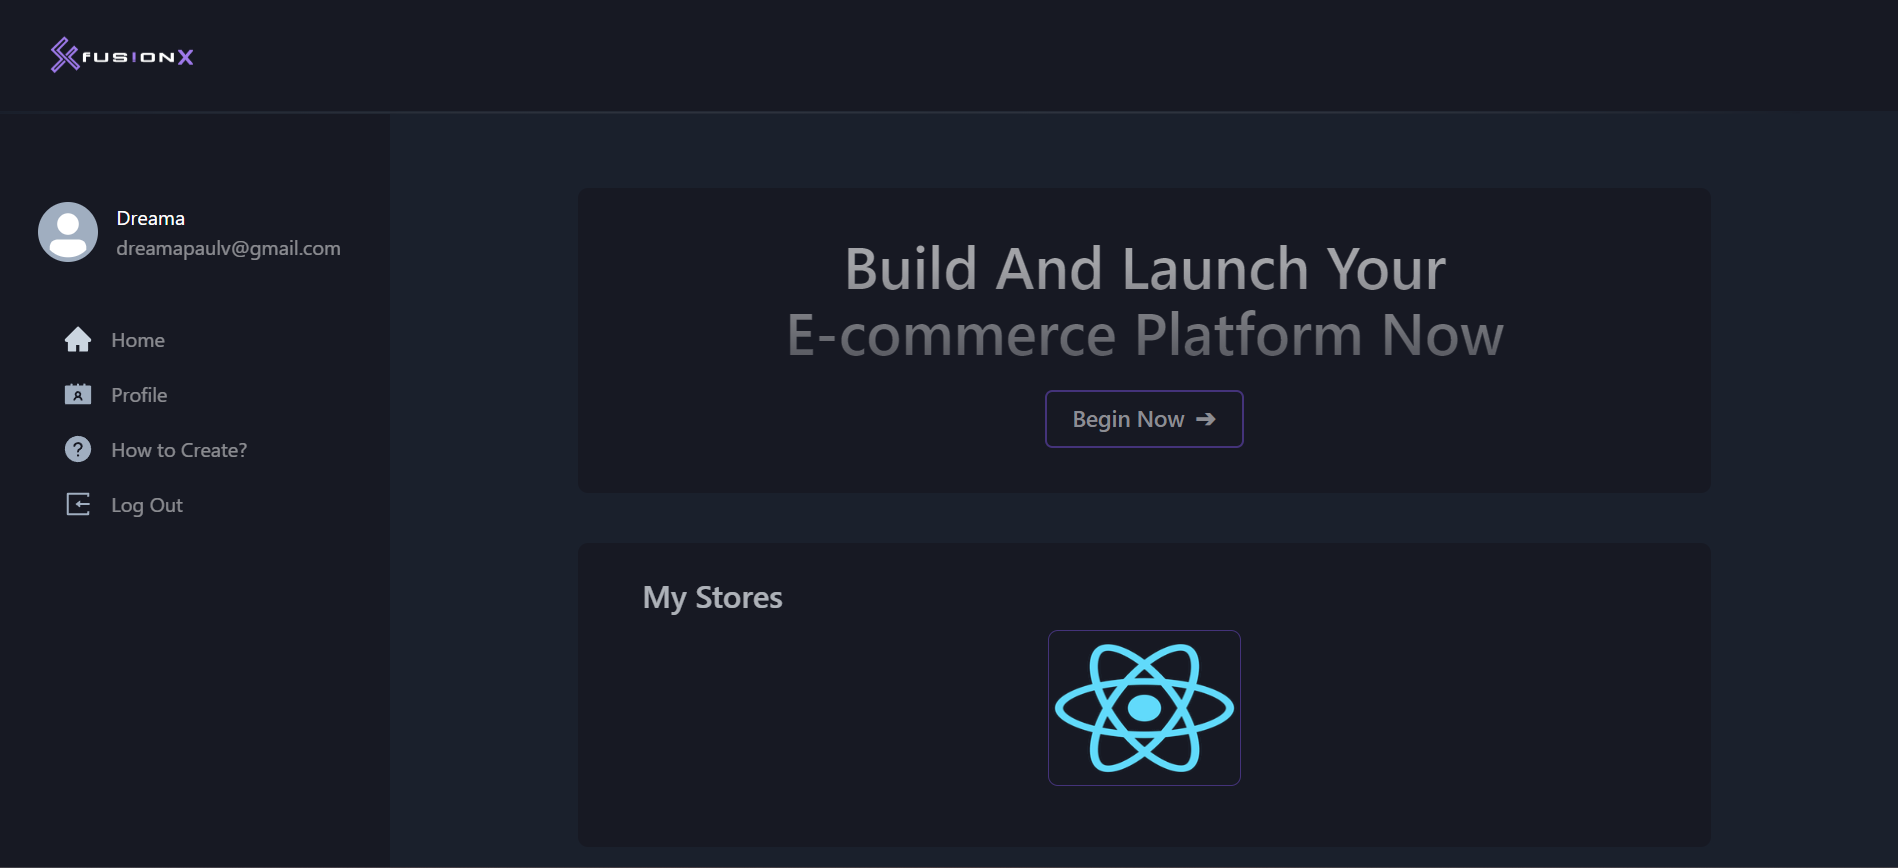 fusionX
Dreama
dreamapaulv@gmail.com
Home
Profile
How to Create?
Log Out
Build And Launch Your
E-commerce Platform Now
Begin Now ➔
My Stores